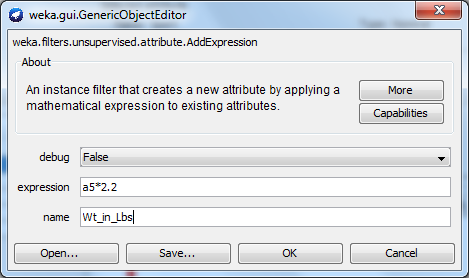 weka.gui.GenericObjectEditor
weka.filters.unsupervised.attribute.AddExpression
About
An instance filter that creates a new attribute by applying a
mathematical expression to existing attributes.
More
Capabilities
debug False
expression a5*2.2
name Wt_in_Lbs
Open... Save... OK Cancel